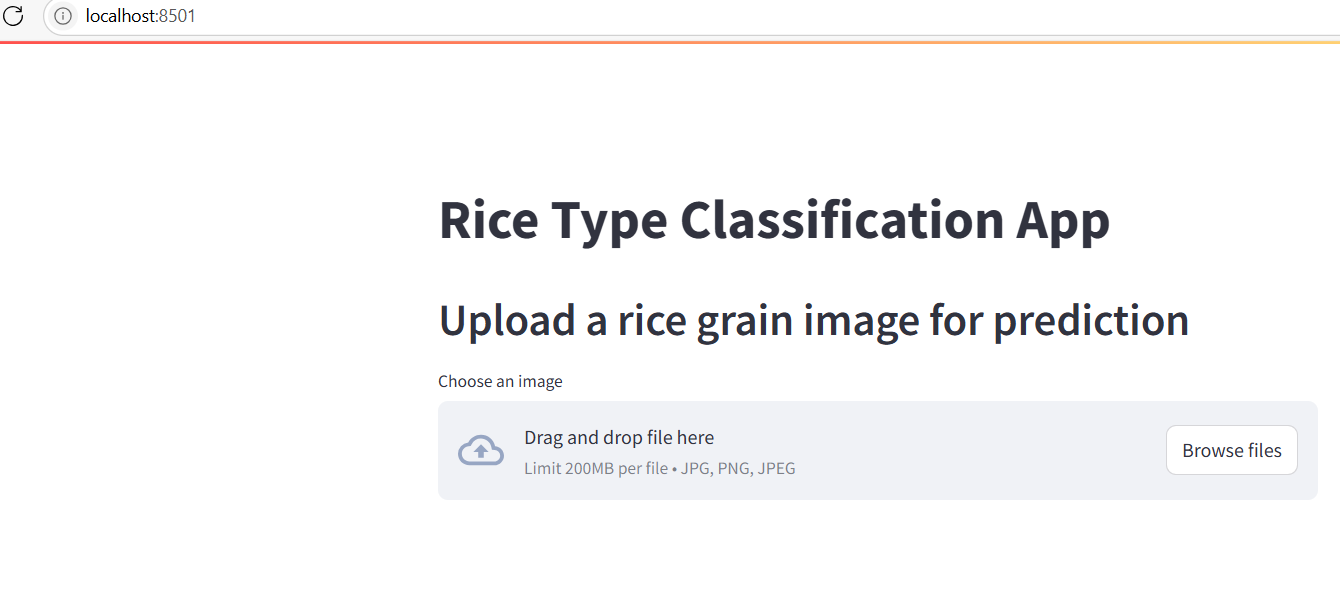 localhost:8501
Rice Type Classification App
Upload a rice grain image for prediction
Choose an image
Drag and drop file here
Limit 200MB per file • JPG, PNG, JPEG
Browse files